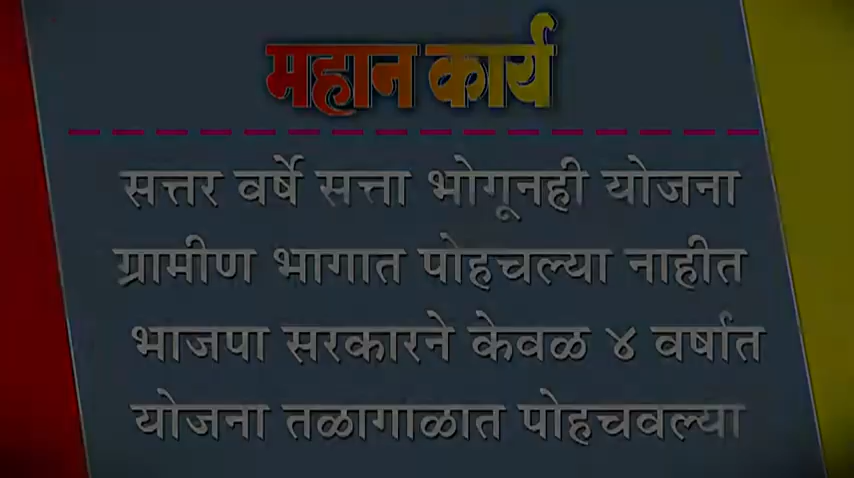 महान कार्य
सत्तर वर्षे सत्ता भोगूनही योजना
ग्रामीण भागात पोहचल्या नाहीत
भाजपा सरकारने केवळ ४ वर्षात
योजना तळागाळात पोहचवल्या